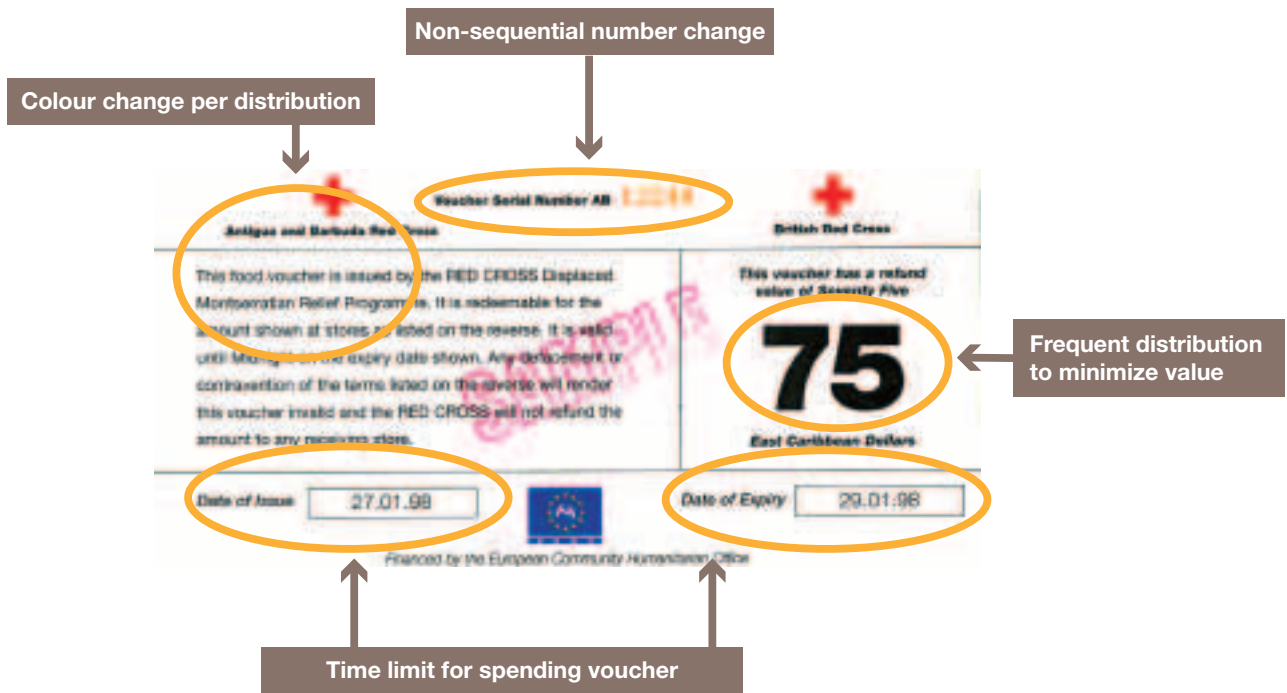 Non-sequential number change
Colour change per distribution
Voucher Serial Number AB
Antigua and Barbuda Red Cross
British Red Cross
This food voucher is issued by the RED CROSS Displaced
Montserratian Relief Programme. It is redeemable for the
amount shown at stores as listed on the reverse. It is valid
until Midnight on the expiry date shown. Any defacement or
contravention of the terms listed on the reverse will render
this voucher invalid and the RED CROSS will not refund the
amount to any receiving store.
This voucher has a refund
value of Seventy Five
75
East Caribbean Dollars
Frequent distribution
to minimize value
Date of Issue 27.01.98
Date of Expiry 29.01.98
Financed by the European Community Humanitarian Office
Time limit for spending voucher